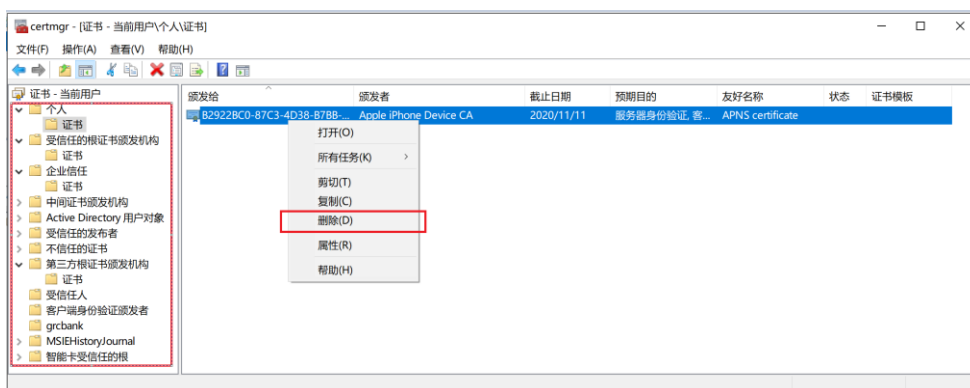 certmgr - [证书 - 当前用户\个人\证书]
文件(F) 操作(A) 查看(V) 帮助(H)
证书 - 当前用户
个人
证书
受信任的根证书颁发机构
证书
企业信任
证书
中间证书颁发机构
Active Directory 用户对象
受信任的发布者
不信任的证书
第三方根证书颁发机构
证书
受信任人
客户端身份验证颁发者
grcbank
MSIEHistoryJournal
智能卡受信任的根
颁发给 颁发者 截止日期 预期目的 友好名称 状态 证书模板
B2922BC0-87C3-4D38-B7BB-... Apple iPhone Device CA 2020/11/11 服务器身份验证, 客... APNS certificate
打开(O)
所有任务(K)
剪切(T)
复制(C)
删除(D)
属性(R)
帮助(H)